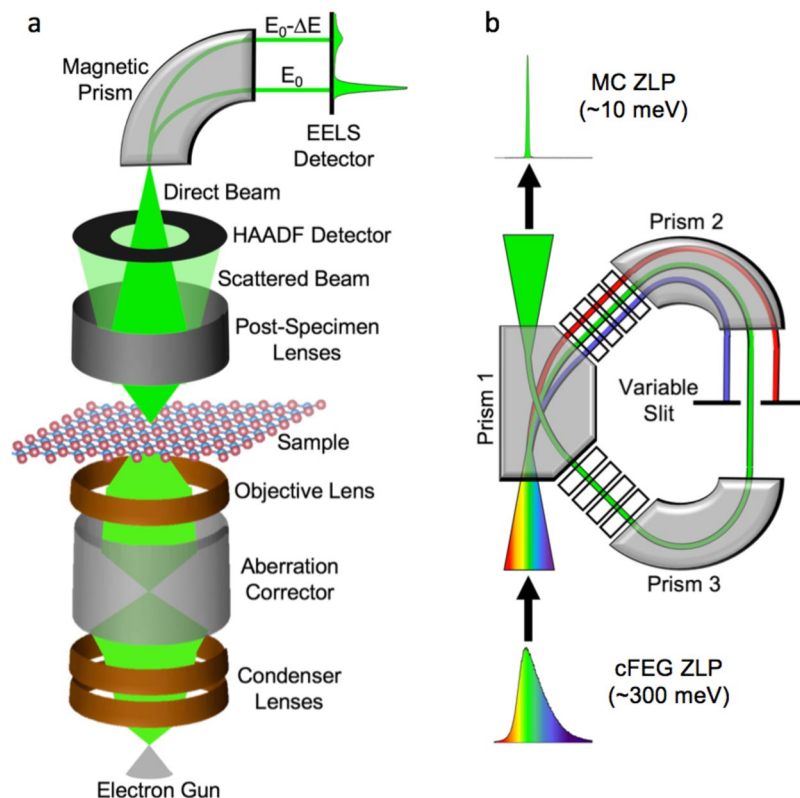 a
E₀-ΔE
Magnetic
Prism
E₀
EELS
Detector
Direct Beam
HAADF Detector
Scattered Beam
Post-Specimen
Lenses
Sample
Objective Lens
Aberration
Corrector
Condenser
Lenses
Electron Gun
b
MC ZLP
(~10 meV)
Prism 2
Prism 1
Variable
Slit
Prism 3
cFEG ZLP
(~300 meV)